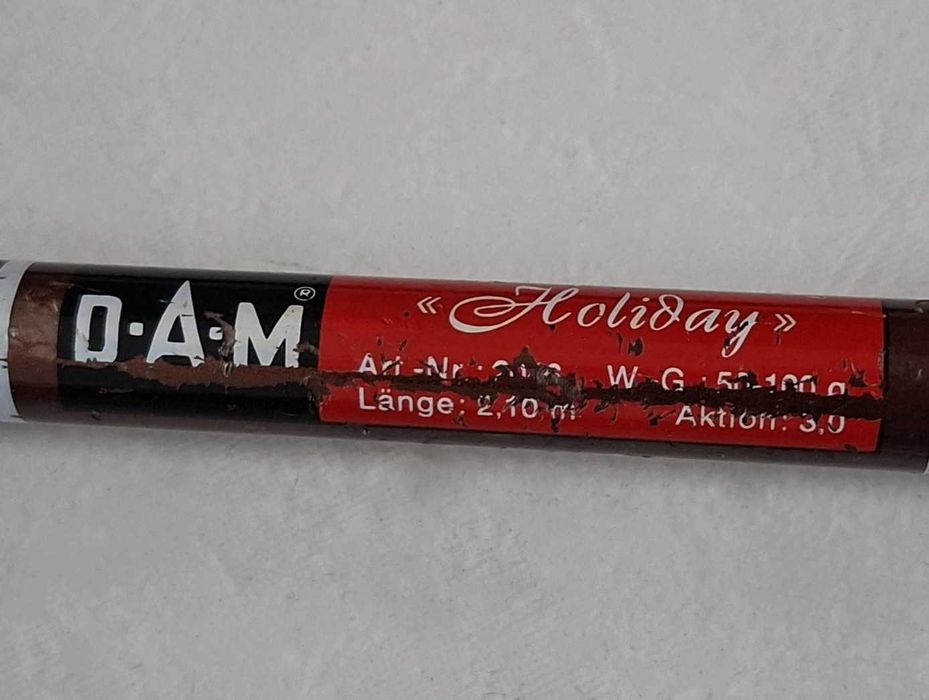 D·A·M®
« Holiday »
Art.-Nr.: W. G.: 50-100 g
Länge: 2,10 m Aktion: 3,0